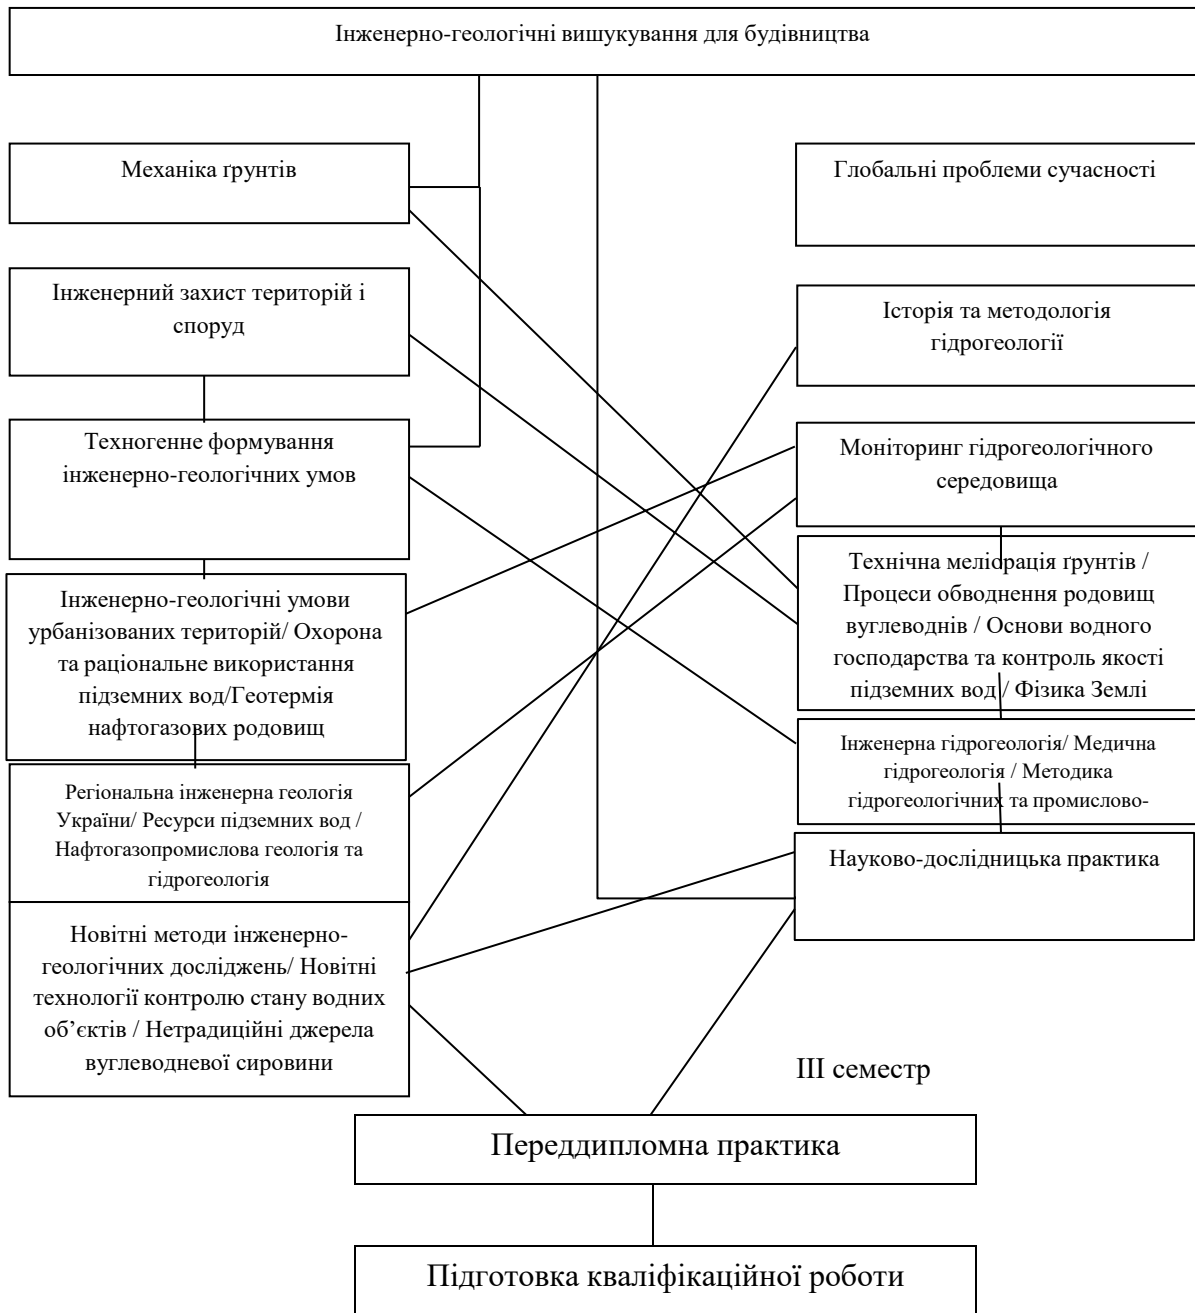 Інженерно-геологічні вишукування для будівництва
Механіка ґрунтів
Глобальні проблеми сучасності
Інженерний захист територій і
споруд
Історія та методологія
гідрогеології
Техногенне формування
інженерно-геологічних умов
Моніторинг гідрогеологічного
середовища
Технічна меліорація ґрунтів /
Процеси обводнення родовищ
вуглеводнів / Основи водного
господарства та контроль якості
підземних вод / Фізика Землі
Інженерно-геологічні умови
урбанізованих територій/ Охорона
та раціональне використання
підземних вод/Геотермія
нафтогазових родовищ
Інженерна гідрогеологія/ Медична
гідрогеологія / Методика
гідрогеологічних та промислово-
Регіональна інженерна геологія
України/ Ресурси підземних вод /
Нафтогазопромислова геологія та
гідрогеологія
Науково-дослідницька практика
Новітні методи інженерно-
геологічних досліджень/ Новітні
технології контролю стану водних
об’єктів / Нетрадиційні джерела
вуглеводневої сировини
ІІІ семестр
Переддипломна практика
Підготовка кваліфікаційної роботи